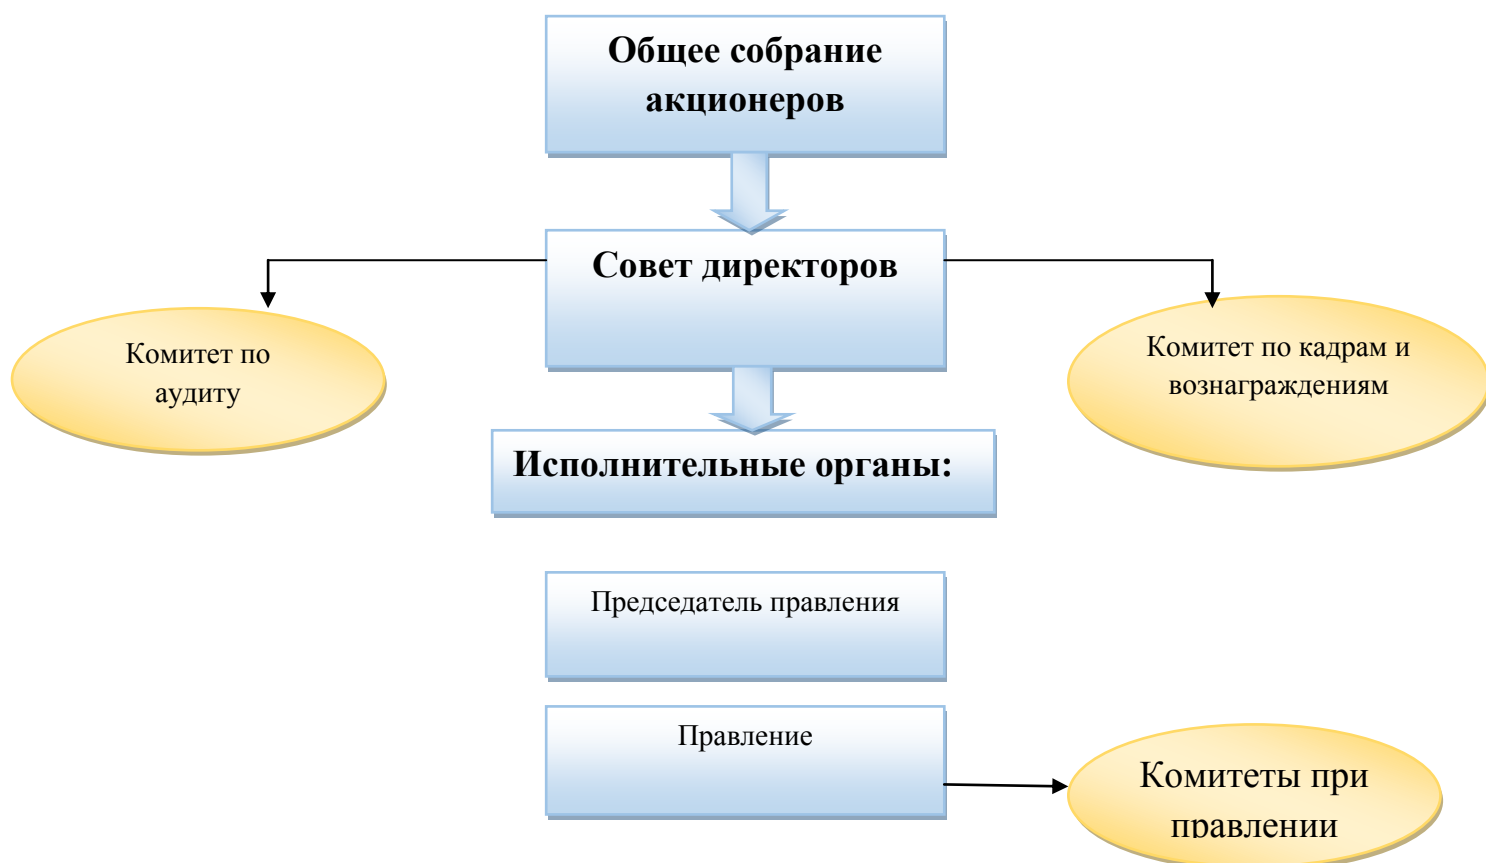 Общее собрание
акционеров
Совет директоров
Комитет по
аудиту
Комитет по кадрам и
вознаграждениям
Исполнительные органы:
Председатель правления
Правление
Комитеты при
правлении